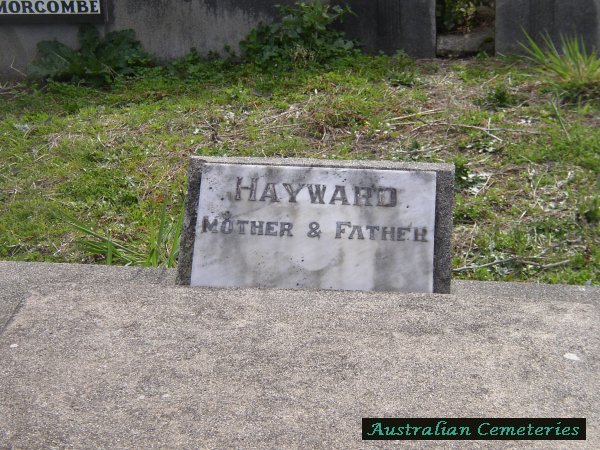 MORCOMBE
HAYWARD
MOTHER & FATHER
Australian Cemeteries